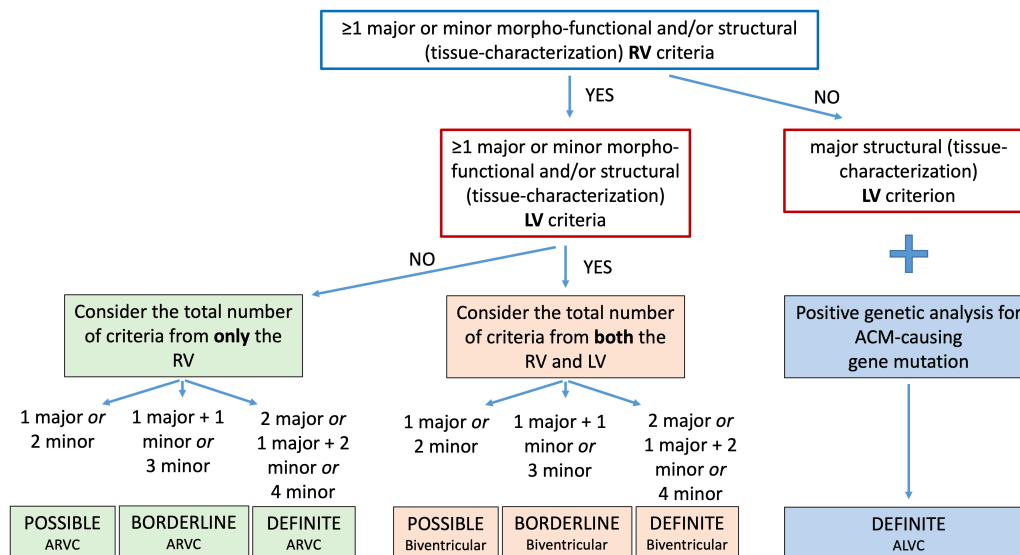 ≥1 major or minor morpho-functional and/or structural
(tissue-characterization) RV criteria
YES
NO
≥1 major or minor morpho-
functional and/or structural
(tissue-characterization)
LV criteria
major structural (tissue-
characterization)
LV criterion
NO
YES
Consider the total number
of criteria from only the
RV
Consider the total number
of criteria from both the
RV and LV
Positive genetic analysis for
ACM-causing
gene mutation
1 major or
2 minor
1 major + 1
minor or
3 minor
2 major or
1 major + 2
minor or
4 minor
1 major or
2 minor
1 major + 1
minor or
3 minor
2 major or
1 major + 2
minor or
4 minor
POSSIBLE
ARVC
BORDERLINE
ARVC
DEFINITE
ARVC
POSSIBLE
Biventricular
BORDERLINE
Biventricular
DEFINITE
Biventricular
DEFINITE
ALVC